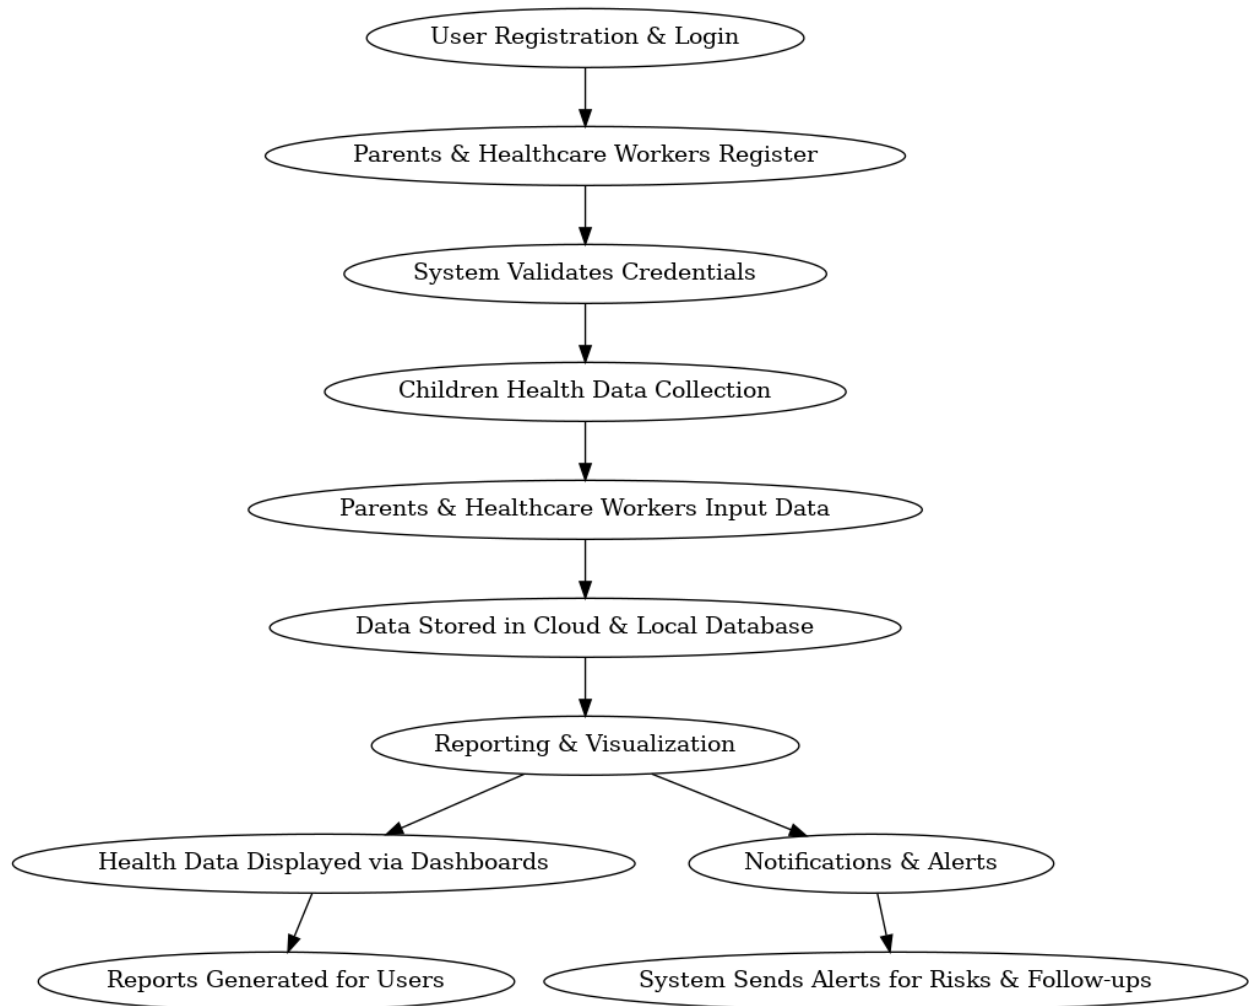 User Registration & Login
Parents & Healthcare Workers Register
System Validates Credentials
Children Health Data Collection
Parents & Healthcare Workers Input Data
Data Stored in Cloud & Local Database
Reporting & Visualization
Health Data Displayed via Dashboards
Notifications & Alerts
Reports Generated for Users
System Sends Alerts for Risks & Follow-ups